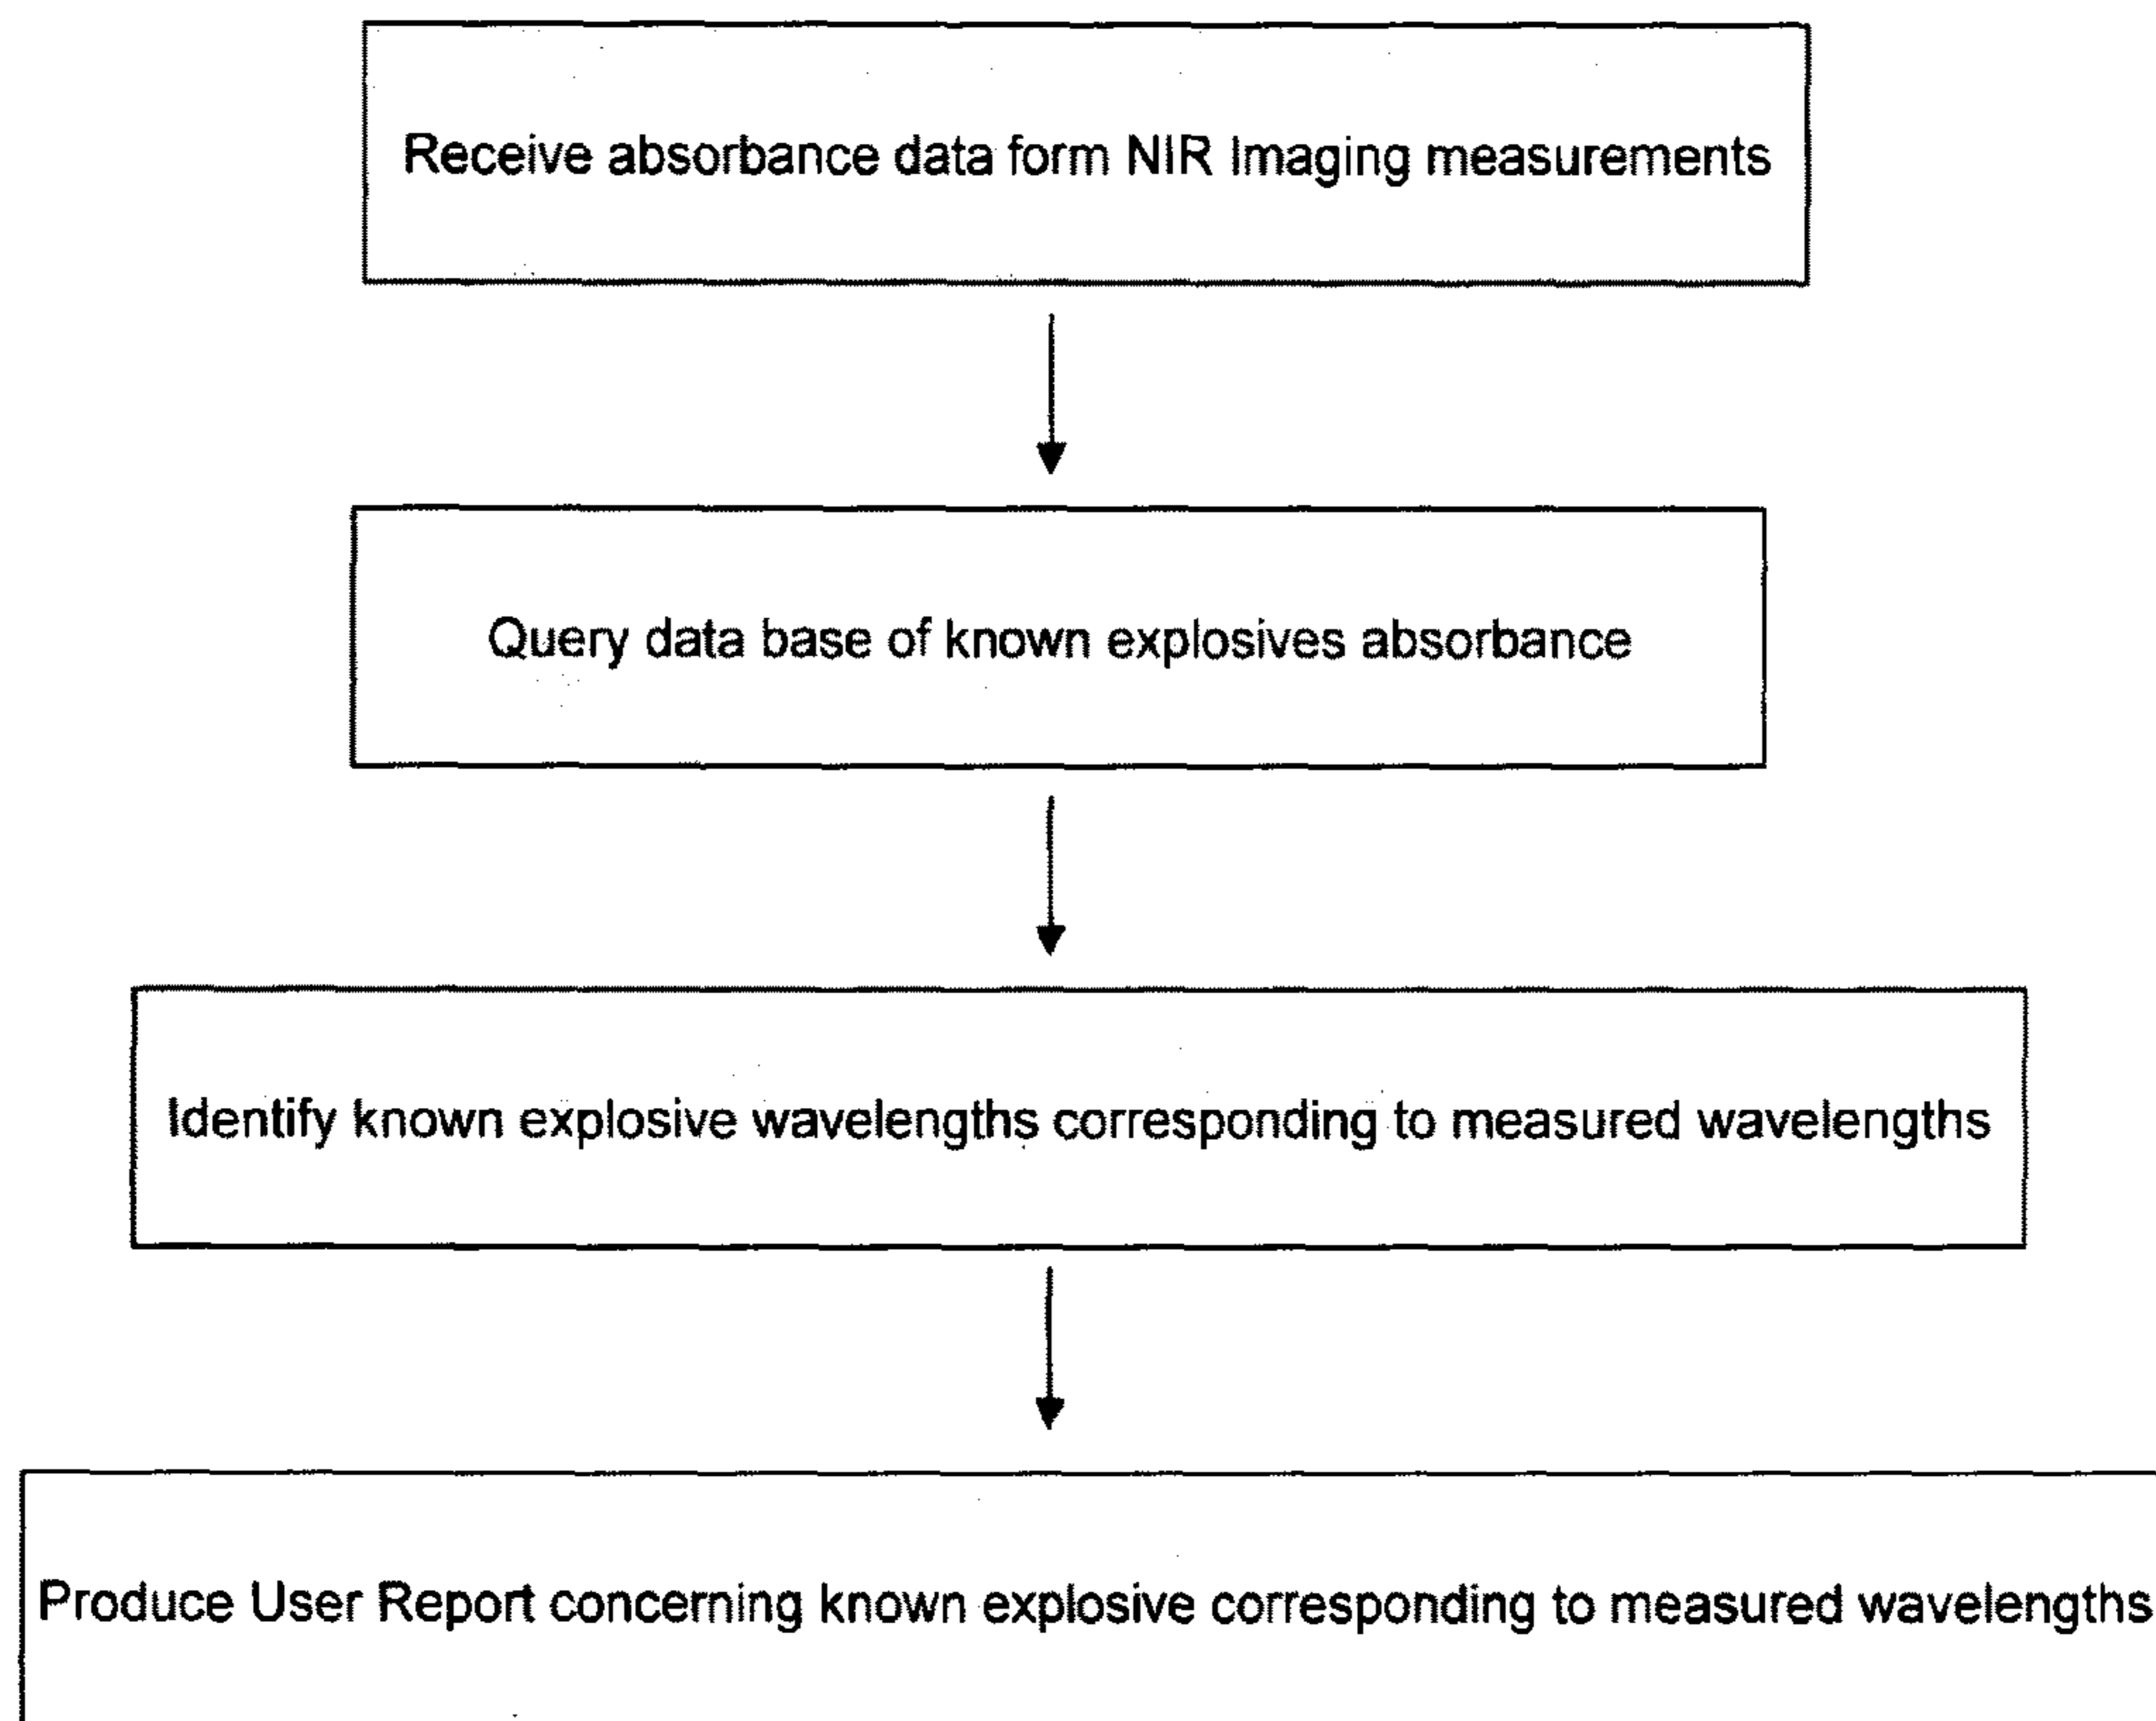 Receive absorbance data form NIR Imaging measurements
Query data base of known explosives absorbance
Identify known explosive wavelengths corresponding to measured wavelengths
Produce User Report concerning known explosive corresponding to measured wavelengths